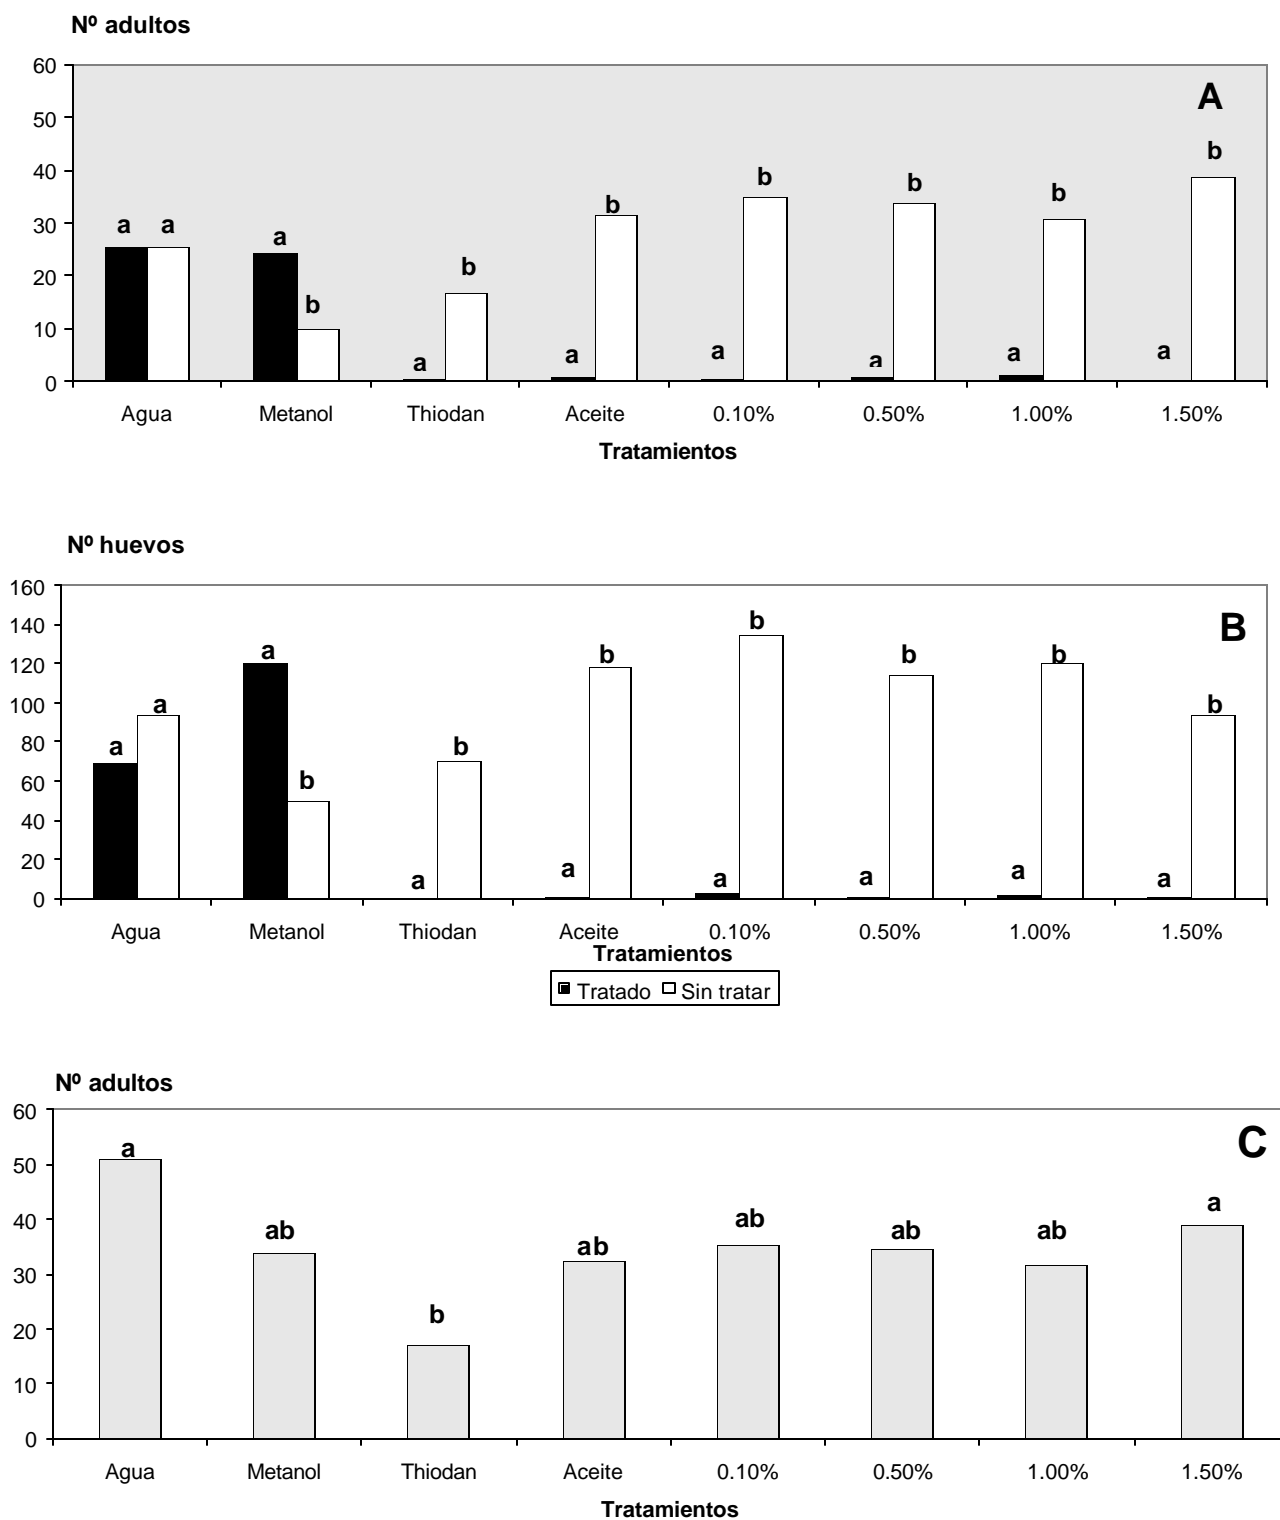 Nº adultos
60
A
50
b
40
b
b
b
b
30
a a
a
20
b
b
10
a
a
a
a
a
a
0
Agua Metanol Thiodan Aceite 0.10% 0.50% 1.00% 1.50%
Tratamientos
Nº huevos
160
B
140
b
120
a
b
b
b
100
a
b
80
a
b
60
b
40
20
a
a
a
a
a
a
0
Agua Metanol Thiodan Aceite 0.10% 0.50% 1.00% 1.50%
Tratamientos
Tratado Sin tratar
Nº adultos
60
C
a
50
40
a
ab
ab
ab
ab
ab
30
20
b
10
0
Agua Metanol Thiodan Aceite 0.10% 0.50% 1.00% 1.50%
Tratamientos